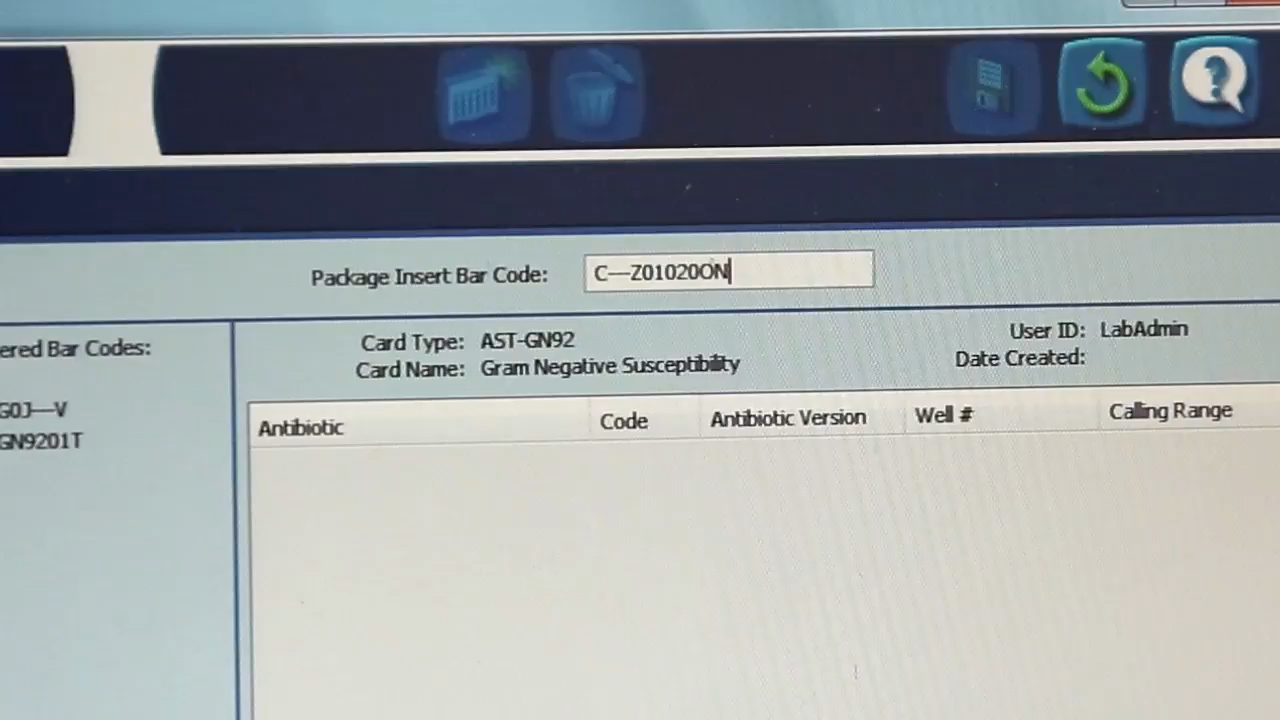 Package Insert Bar Code: C—Z01020ON
ered Bar Codes:
G0J—V
GN9201T
Card Type: AST-GN92
Card Name: Gram Negative Susceptibility
User ID: LabAdmin
Date Created:
Antibiotic Code Antibiotic Version Well # Calling Range